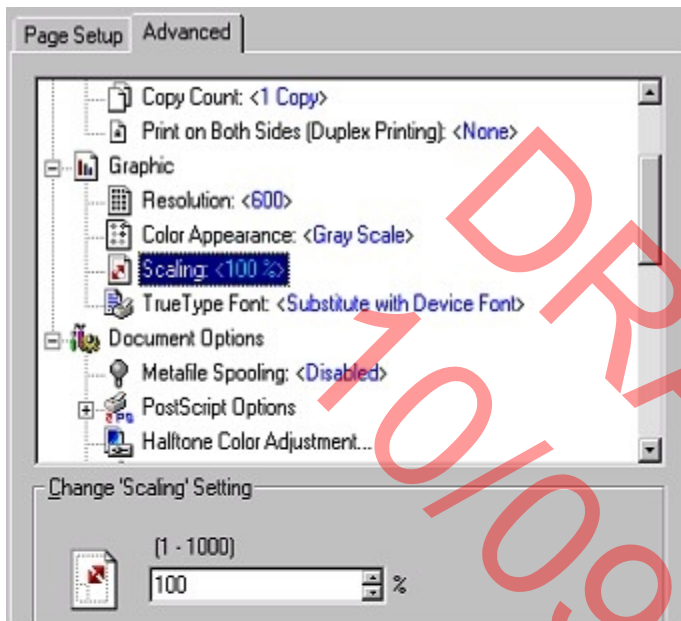 Page Setup Advanced
Copy Count: <1 Copy>
Print on Both Sides (Duplex Printing): <None>
Graphic
Resolution: <600>
Color Appearance: <Gray Scale>
Scaling: <100 %>
TrueType Font: <Substitute with Device Font>
Document Options
Metafile Spooling: <Disabled>
PostScript Options
Halftone Color Adjustment...
Change 'Scaling' Setting
(1 - 1000)
100 %
10/09